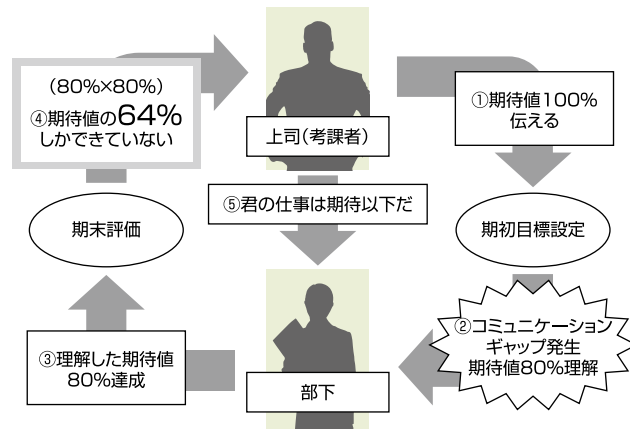 上司（考課者）
①期待値100％
伝える
期初目標設定
②コミュニケーション
ギャップ発生
期待値80％理解
部下
③理解した期待値
80％達成
期末評価
（80％×80％）
④期待値の64％
しかできていない
⑤君の仕事は期待以下だ